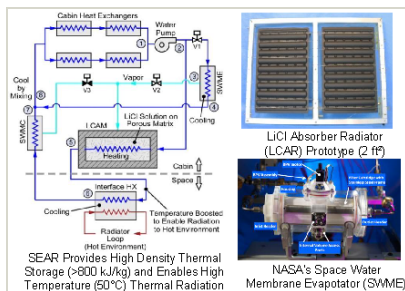 Cabin Heat Exchangers
Water
Pump
1
2
V1
Cool
by
Mixing
Vapor
V3
V2
3
SWME
8
7
4
Cooling
SWMC
LCAM
LiCl Solution on
Porous Matrix
Heating
5
Cabin
Space
Interface HX
6
Cooling
Radiator
Loop
(Hot Environment)
Temperature Boosted
to Enable Radiation
to Hot Environment
SEAR Provides High Density Thermal
Storage (>800 kJ/kg) and Enables High
Temperature (50°C) Thermal Radiation
LiCl Absorber Radiator
(LCAR) Prototype (2 ft²)
NASA's Space Water
Membrane Evaptotator (SWME)